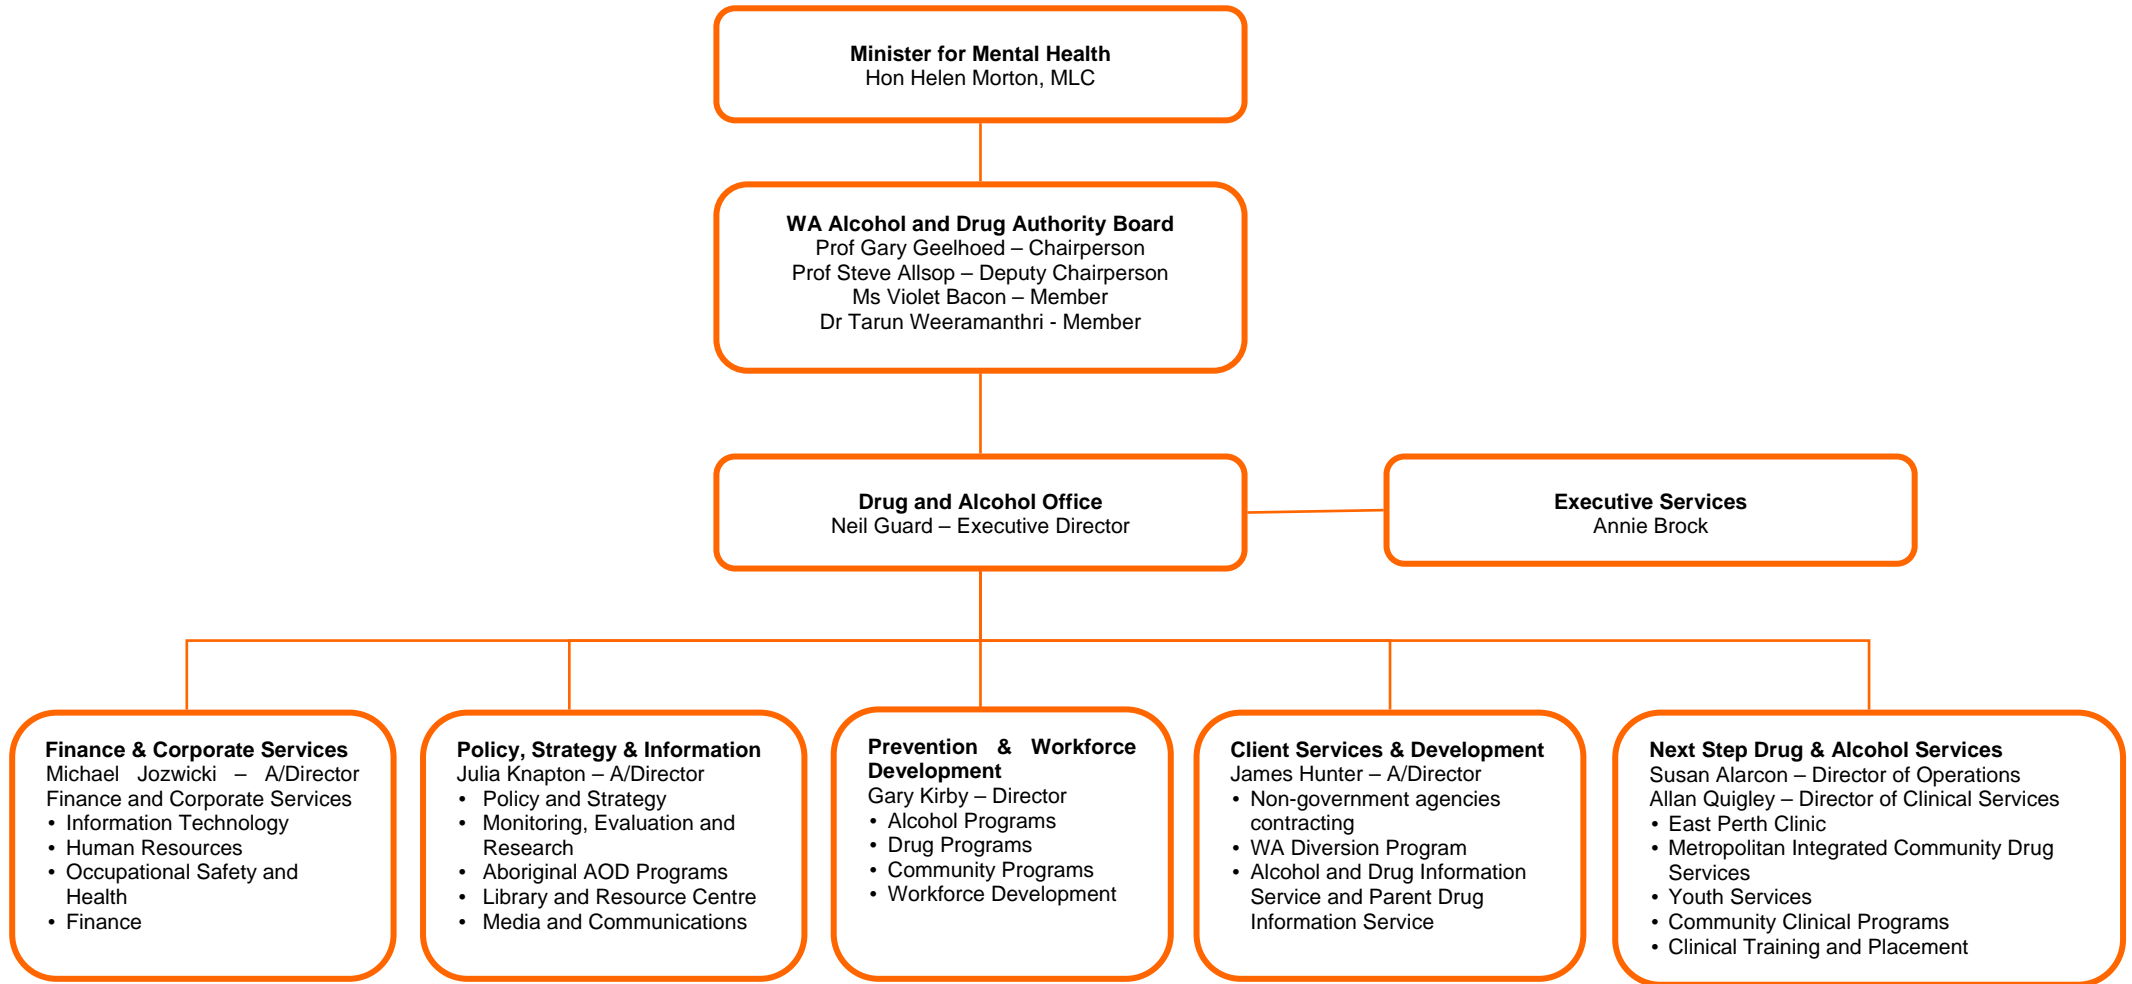 Minister for Mental Health
Hon Helen Morton, MLC
WA Alcohol and Drug Authority Board
Prof Gary Geelhoed – Chairperson
Prof Steve Allsop – Deputy Chairperson
Ms Violet Bacon – Member
Dr Tarun Weeramanthri - Member
Drug and Alcohol Office
Neil Guard – Executive Director
Executive Services
Annie Brock
Finance & Corporate Services
Michael Jozwicki – A/Director
Finance and Corporate Services
• Information Technology
• Human Resources
• Occupational Safety and
Health
• Finance
Policy, Strategy & Information
Julia Knapton – A/Director
• Policy and Strategy
• Monitoring, Evaluation and
Research
• Aboriginal AOD Programs
• Library and Resource Centre
• Media and Communications
Prevention & Workforce
Development
Gary Kirby – Director
• Alcohol Programs
• Drug Programs
• Community Programs
• Workforce Development
Client Services & Development
James Hunter – A/Director
• Non-government agencies
contracting
• WA Diversion Program
• Alcohol and Drug Information
Service and Parent Drug
Information Service
Next Step Drug & Alcohol Services
Susan Alarcon – Director of Operations
Allan Quigley – Director of Clinical Services
• East Perth Clinic
• Metropolitan Integrated Community Drug
Services
• Youth Services
• Community Clinical Programs
• Clinical Training and Placement